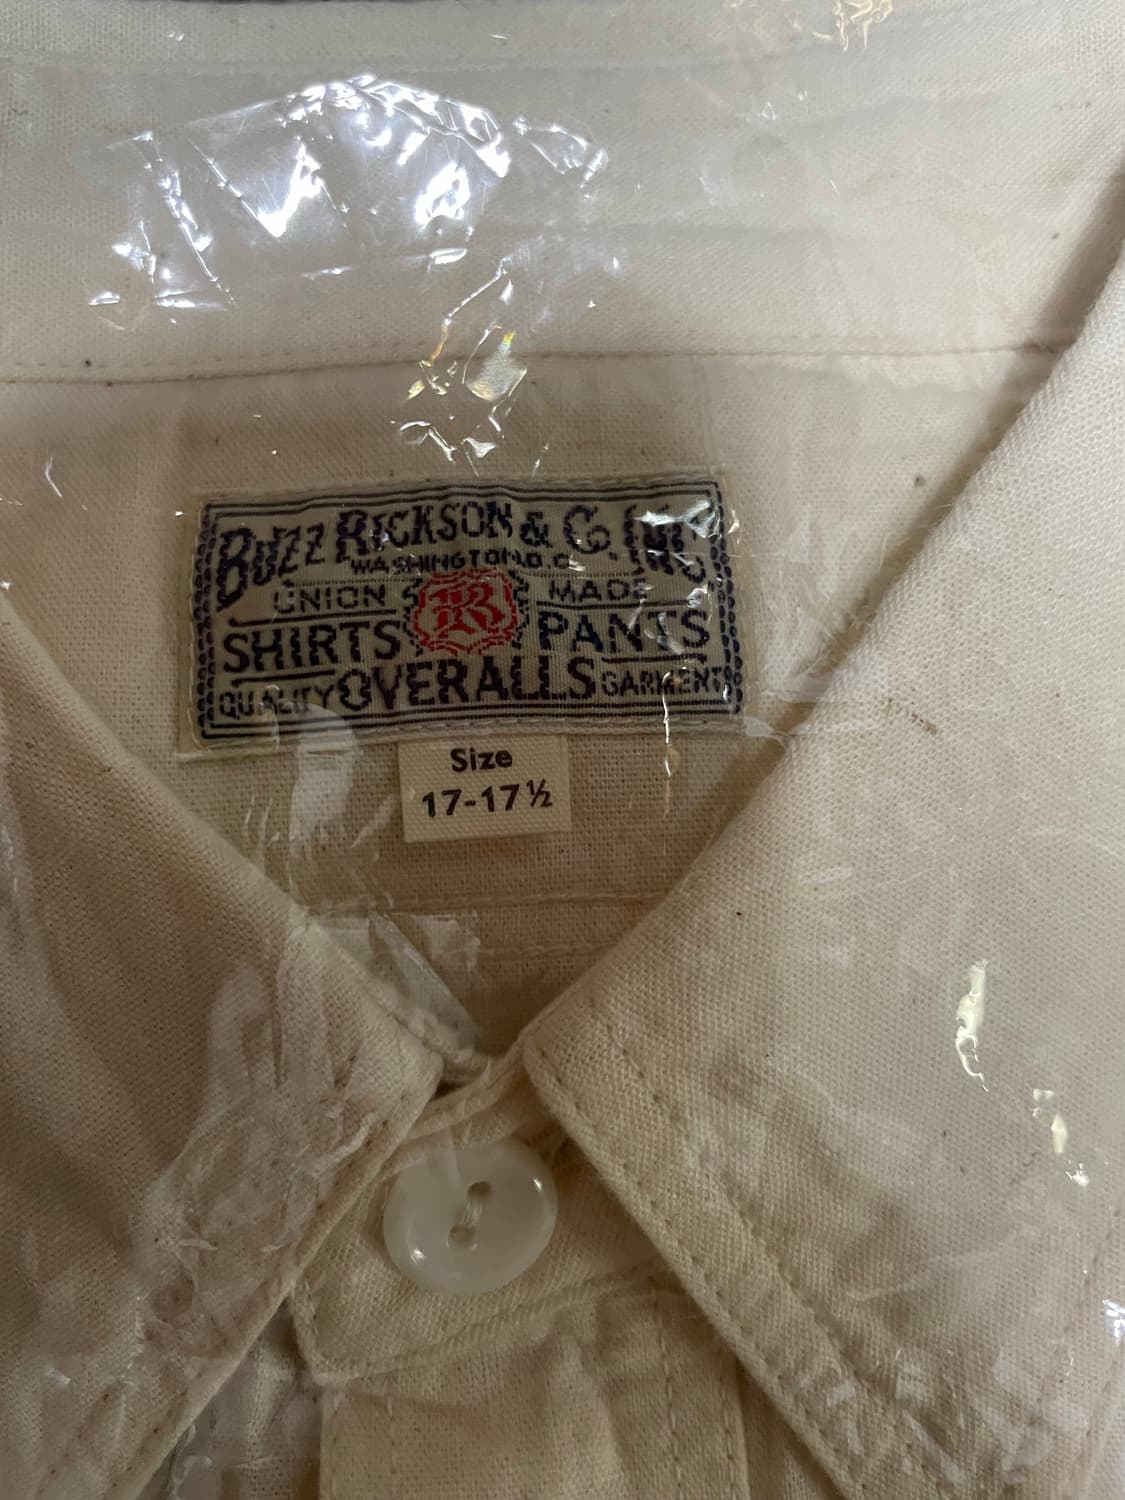 Buzz Rickson & Co. Inc
WASHINGTON, D.C.
UNION MADE
R
SHIRTS PANTS
QUALITY OVERALLS GARMENT
Size
17-17½